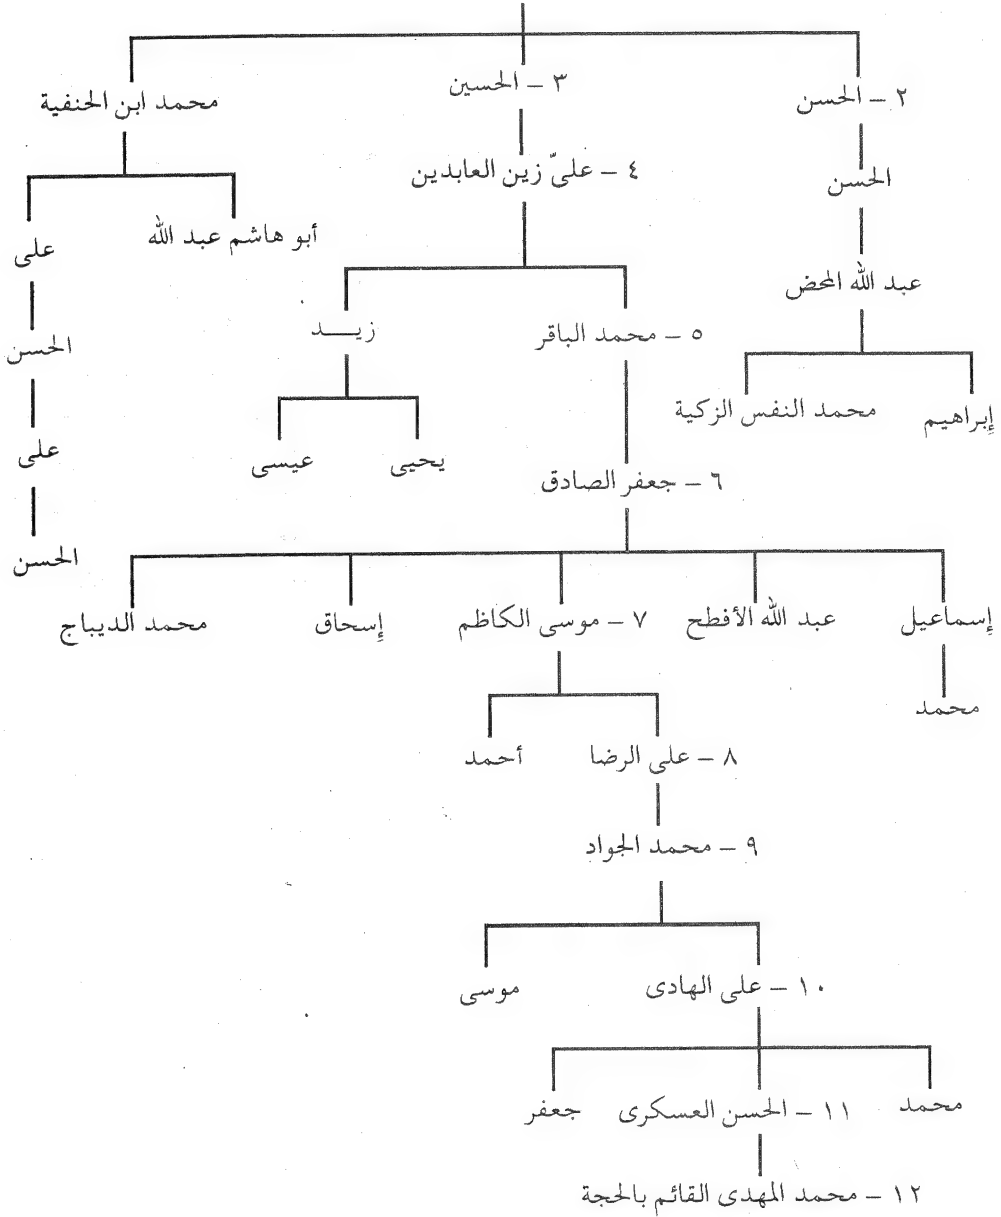 ٢ – الحسن
٣ – الحسين
محمد ابن الحنفية
الحسن
٤ – علىّ زين العابدين
أبو هاشم عبد الله
على
عبد الله المحض
٥ – محمد الباقر
زيـــد
الحسن
إبراهيم
محمد النفس الزكية
يحيى
عيسى
على
٦ – جعفر الصادق
الحسن
إسماعيل
عبد الله الأفطح
٧ – موسى الكاظم
إسحاق
محمد الديباج
محمد
٨ – على الرضا
أحمد
٩ – محمد الجواد
١٠ – على الهادى
موسى
محمد
١١ – الحسن العسكرى
جعفر
١٢ – محمد المهدى القائم بالحجة